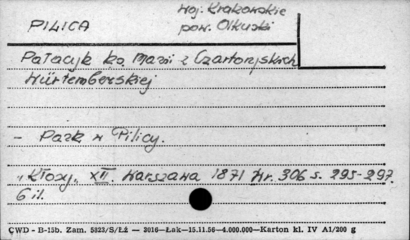 PILICA
woj. Krakowskie
pow. Olkuski
Pałacyk ks. Marii z Czartoryskich
Würtemberskiej
- Park w Pilicy.
"Kłosy, XII. Warszawa 1871 Nr. 306 s. 295-297.
6 il.
CWD - B-15b. Zam. 5823/S/Łź — 2016—Łak—15.11.56—4.000.000—Karton kl. IV A1/200 g